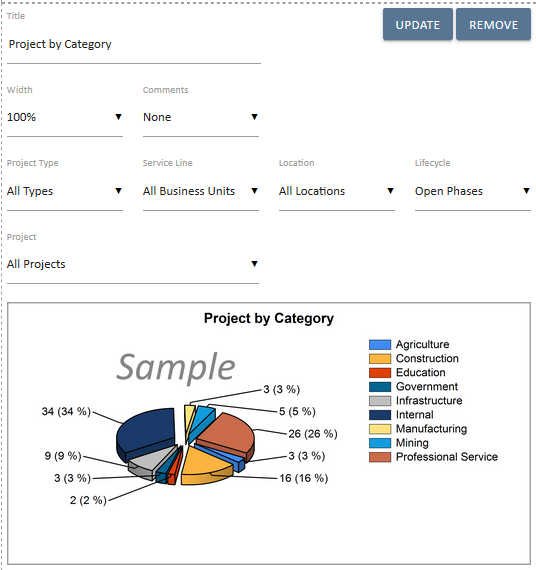 Title
UPDATE REMOVE
Project by Category
Width Comments
100% None
Project Type Service Line Location Lifecycle
All Types All Business Units All Locations Open Phases
Project
All Projects
Project by Category
Sample
3 (3 %)
5 (5 %)
34 (34 %)
26 (26 %)
9 (9 %)
3 (3 %)
3 (3 %)
16 (16 %)
2 (2 %)
Agriculture
Construction
Education
Government
Infrastructure
Internal
Manufacturing
Mining
Professional Service